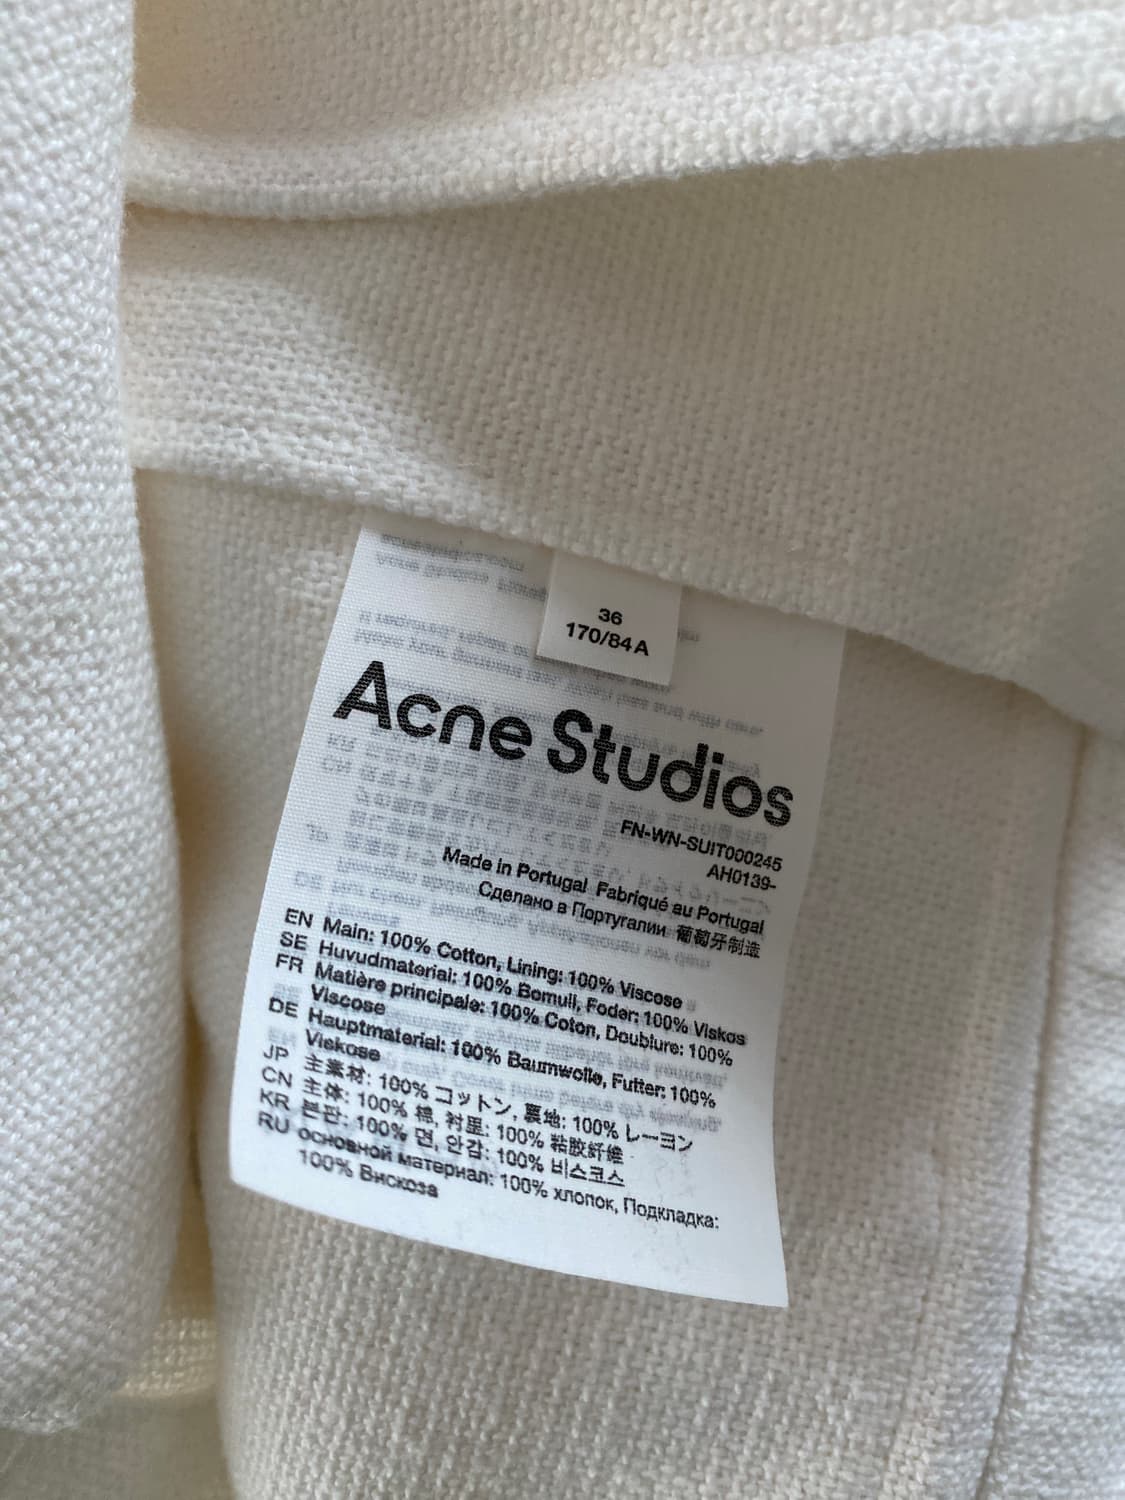 36
170/84A
Acne Studios
FN-WN-SUIT000245
AH0139-
Made in Portugal Fabriqué au Portugal
Сделано в Португалии 葡萄牙制造
EN Main: 100% Cotton, Lining: 100% Viscose
SE Huvudmaterial: 100% Bomull, Foder: 100% Viskos
FR Matière principale: 100% Coton, Doublure: 100%
Viscose
DE Hauptmaterial: 100% Baumwolle, Futter: 100%
Viskose
JP 主素材: 100% コットン, 裏地: 100% レーヨン
CN 主体: 100% 棉, 衬里: 100% 粘胶纤维
KR 본판: 100% 면, 안감: 100% 비스코스
RU основной материал: 100% хлопок, Подкладка:
100% Вискоза